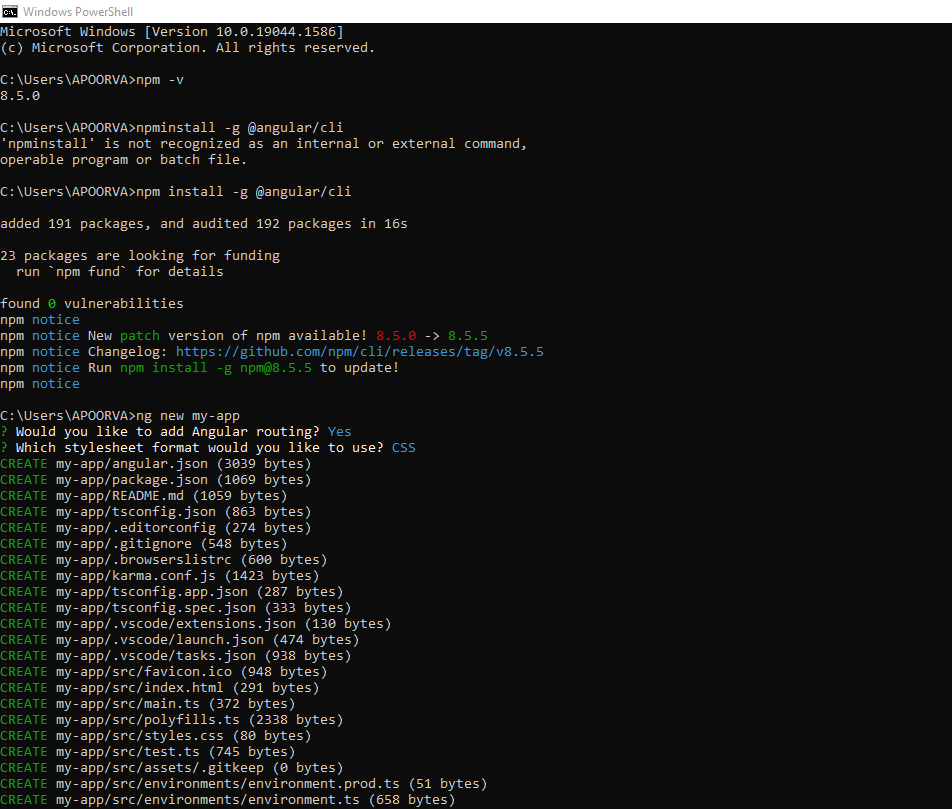 Windows PowerShell
Microsoft Windows [Version 10.0.19044.1586]
(c) Microsoft Corporation. All rights reserved.
C:\Users\APOORVA>npm -v
8.5.0
C:\Users\APOORVA>npminstall -g @angular/cli
'npminstall' is not recognized as an internal or external command,
operable program or batch file.
C:\Users\APOORVA>npm install -g @angular/cli
added 191 packages, and audited 192 packages in 16s
23 packages are looking for funding
  run `npm fund` for details
found 0 vulnerabilities
npm notice
npm notice New patch version of npm available! 8.5.0 -> 8.5.5
npm notice Changelog: https://github.com/npm/cli/releases/tag/v8.5.5
npm notice Run npm install -g npm@8.5.5 to update!
npm notice
C:\Users\APOORVA>ng new my-app
? Would you like to add Angular routing? Yes
? Which stylesheet format would you like to use? CSS
CREATE my-app/angular.json (3039 bytes)
CREATE my-app/package.json (1069 bytes)
CREATE my-app/README.md (1059 bytes)
CREATE my-app/tsconfig.json (863 bytes)
CREATE my-app/.editorconfig (274 bytes)
CREATE my-app/.gitignore (548 bytes)
CREATE my-app/.browserslistrc (600 bytes)
CREATE my-app/karma.conf.js (1423 bytes)
CREATE my-app/tsconfig.app.json (287 bytes)
CREATE my-app/tsconfig.spec.json (333 bytes)
CREATE my-app/.vscode/extensions.json (130 bytes)
CREATE my-app/.vscode/launch.json (474 bytes)
CREATE my-app/.vscode/tasks.json (938 bytes)
CREATE my-app/src/favicon.ico (948 bytes)
CREATE my-app/src/index.html (291 bytes)
CREATE my-app/src/main.ts (372 bytes)
CREATE my-app/src/polyfills.ts (2338 bytes)
CREATE my-app/src/styles.css (80 bytes)
CREATE my-app/src/test.ts (745 bytes)
CREATE my-app/src/assets/.gitkeep (0 bytes)
CREATE my-app/src/environments/environment.prod.ts (51 bytes)
CREATE my-app/src/environments/environment.ts (658 bytes)